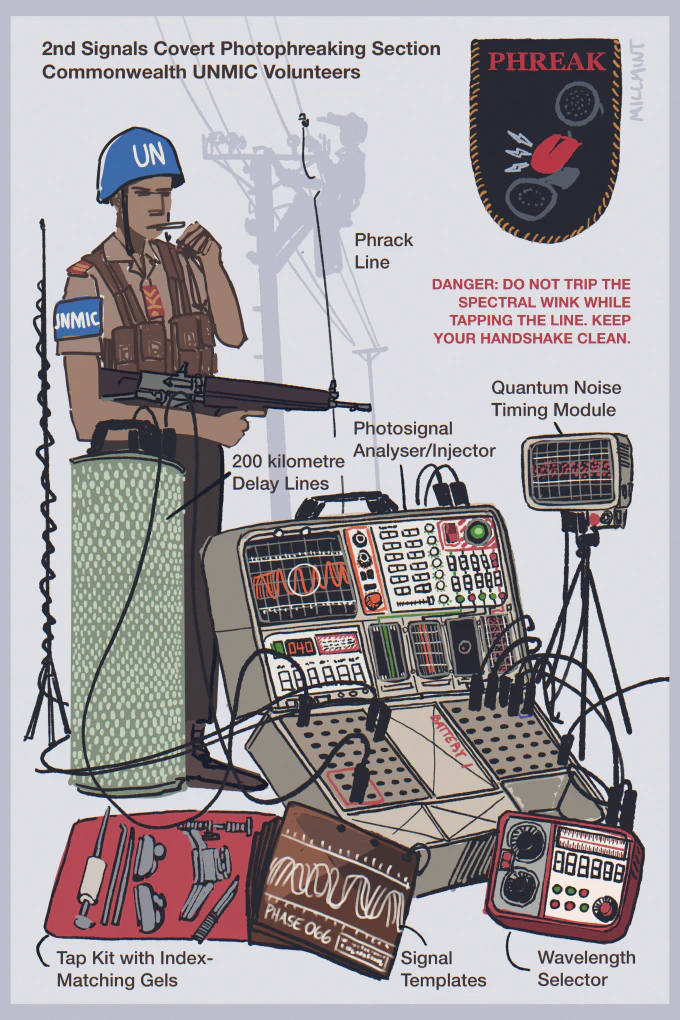 2nd Signals Covert Photophreaking Section
Commonwealth UNMIC Volunteers
PHREAK
MILLMINT
UN
Phrack
Line
DANGER: DO NOT TRIP THE
SPECTRAL WINK WHILE
TAPPING THE LINE. KEEP
YOUR HANDSHAKE CLEAN.
UNMIC
Quantum Noise
Timing Module
Photosignal
Analyser/Injector
200 kilometre
Delay Lines
040
BATTERY
PHASE 066
Tap Kit with Index-
Matching Gels
Signal
Templates
Wavelength
Selector